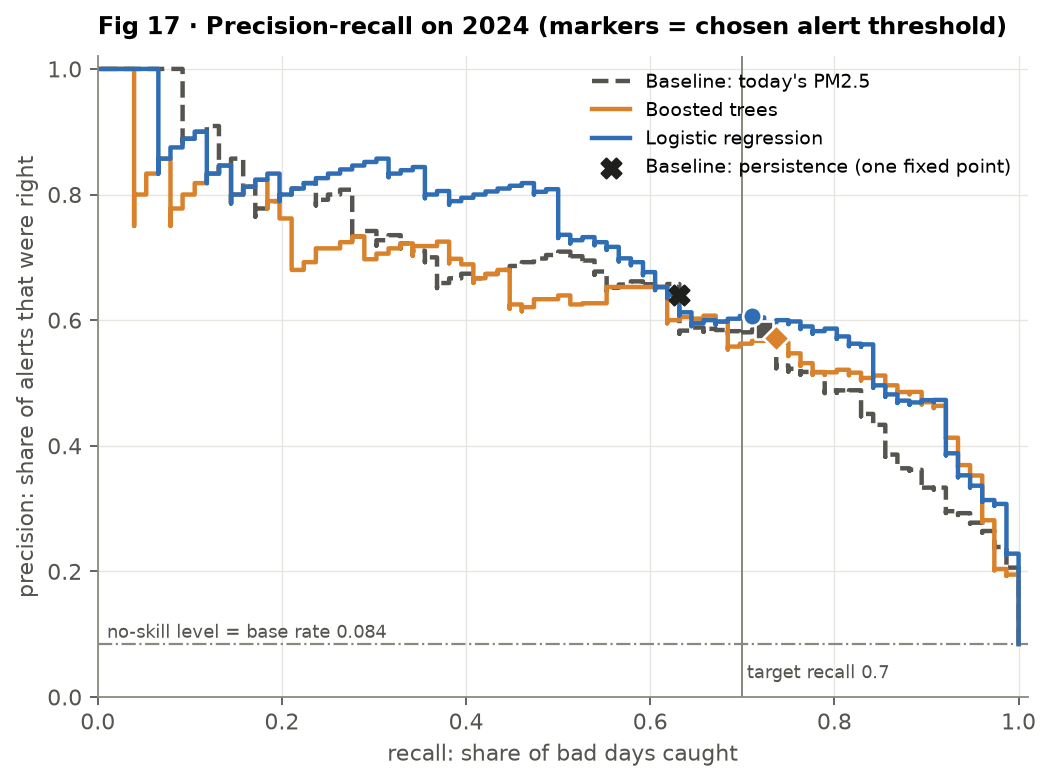 Fig 17 · Precision-recall on 2024 (markers = chosen alert threshold)
Baseline: today's PM2.5
Boosted trees
Logistic regression
Baseline: persistence (one fixed point)
precision: share of alerts that were right
1.0
0.8
0.6
0.4
0.2
0.0
no-skill level = base rate 0.084
target recall 0.7
0.0 0.2 0.4 0.6 0.8 1.0
recall: share of bad days caught